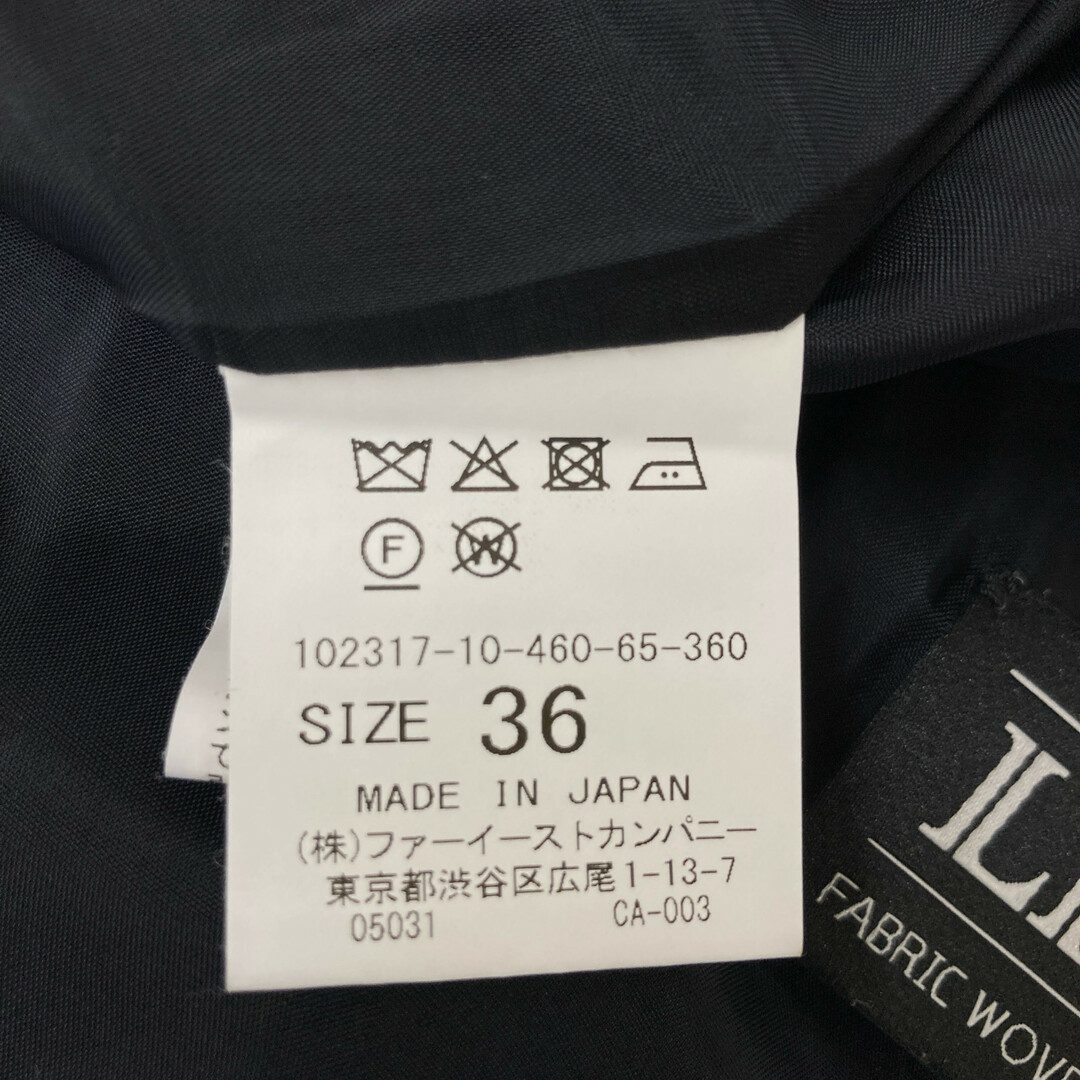 F
W
102317-10-460-65-360
SIZE 36
MADE IN JAPAN
(株)ファーイーストカンパニー
東京都渋谷区広尾1-13-7
05031 CA-003
FABRIC